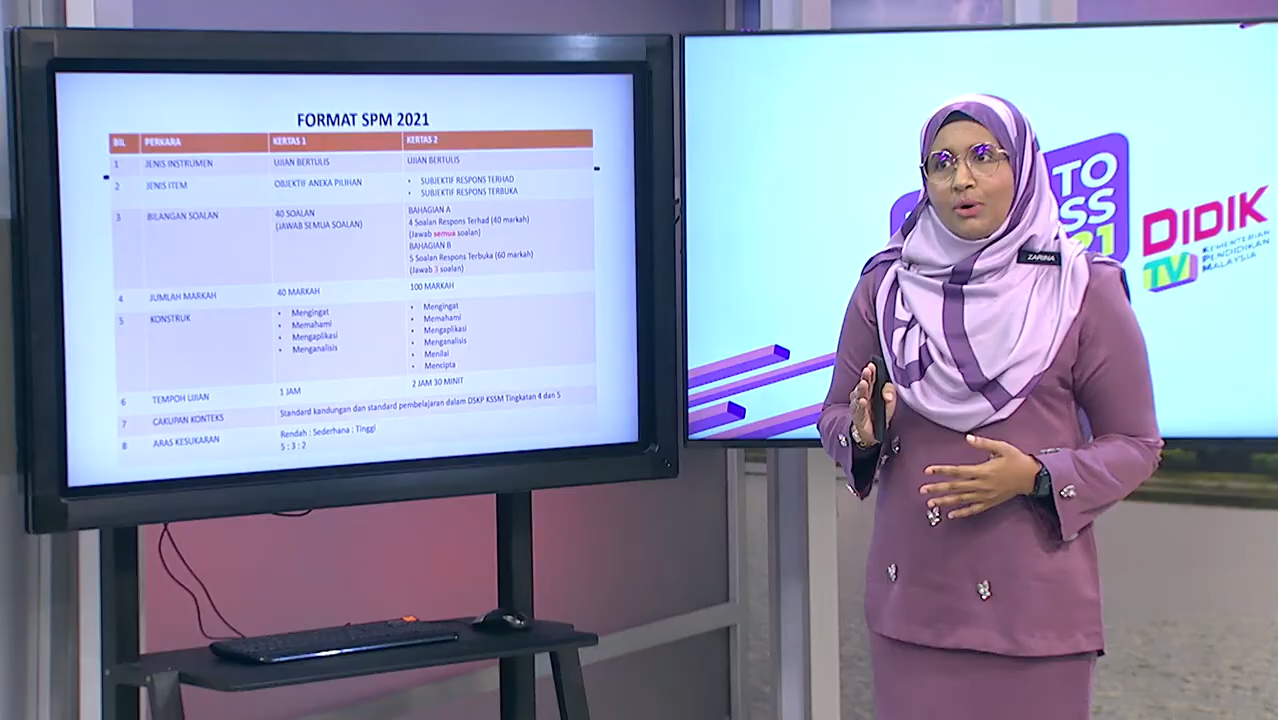 FORMAT SPM 2021
BIL PERKARA KERTAS 1 KERTAS 2
1 JENIS INSTRUMEN UJIAN BERTULIS UJIAN BERTULIS
2 JENIS ITEM OBJEKTIF ANEKA PILIHAN • SUBJEKTIF RESPONS TERHAD
• SUBJEKTIF RESPONS TERBUKA
3 BILANGAN SOALAN 40 SOALAN BAHAGIAN A
(JAWAB SEMUA SOALAN) 4 Soalan Respons Terhad (40 markah)
(Jawab semua soalan)
BAHAGIAN B
5 Soalan Respons Terbuka (60 markah)
(Jawab 3 soalan)
4 JUMLAH MARKAH 40 MARKAH 100 MARKAH
5 KONSTRUK • Mengingat • Mengingat
• Memahami • Memahami
• Mengaplikasi • Mengaplikasi
• Menganalisis • Menganalisis
• Menilai
• Mencipta
6 TEMPOH UJIAN 1 JAM 2 JAM 30 MINIT
7 CAKUPAN KONTEKS Standard kandungan dan standard pembelajaran dalam DSKP KSSM Tingkatan 4 dan 5
8 ARAS KESUKARAN Rendah : Sederhana : Tinggi
5 : 3 : 2
TO
SS
21
DIDIK
TV
KEMENTERIAN
PENDIDIKAN
MALAYSIA
ZARINA